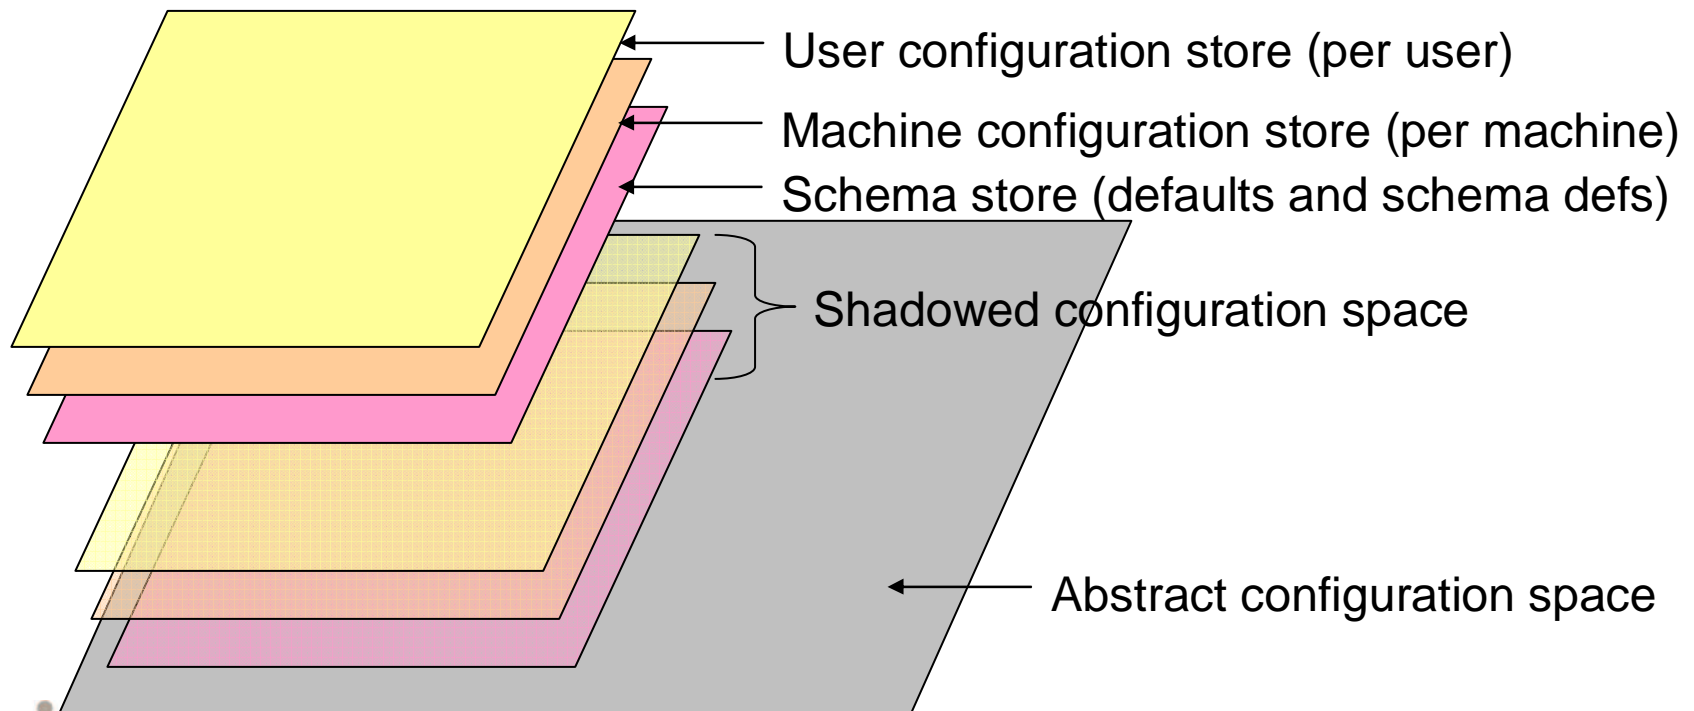 User configuration store (per user)
Machine configuration store (per machine)
Schema store (defaults and schema defs)
Shadowed configuration space
Abstract configuration space